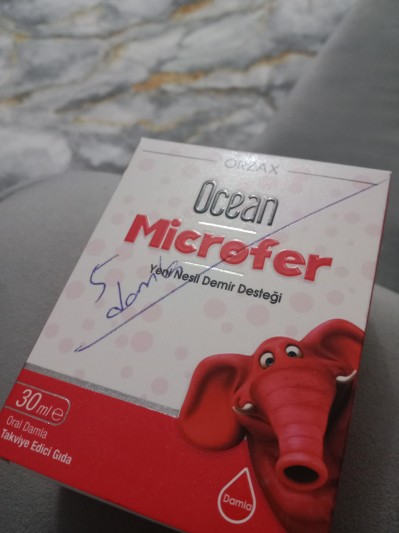 ORZAX
Ocean
Microfer
Yeni Nesil Demir Desteği
5
damla
30 ml e
Oral Damla
Takviye Edici Gıda
Damla